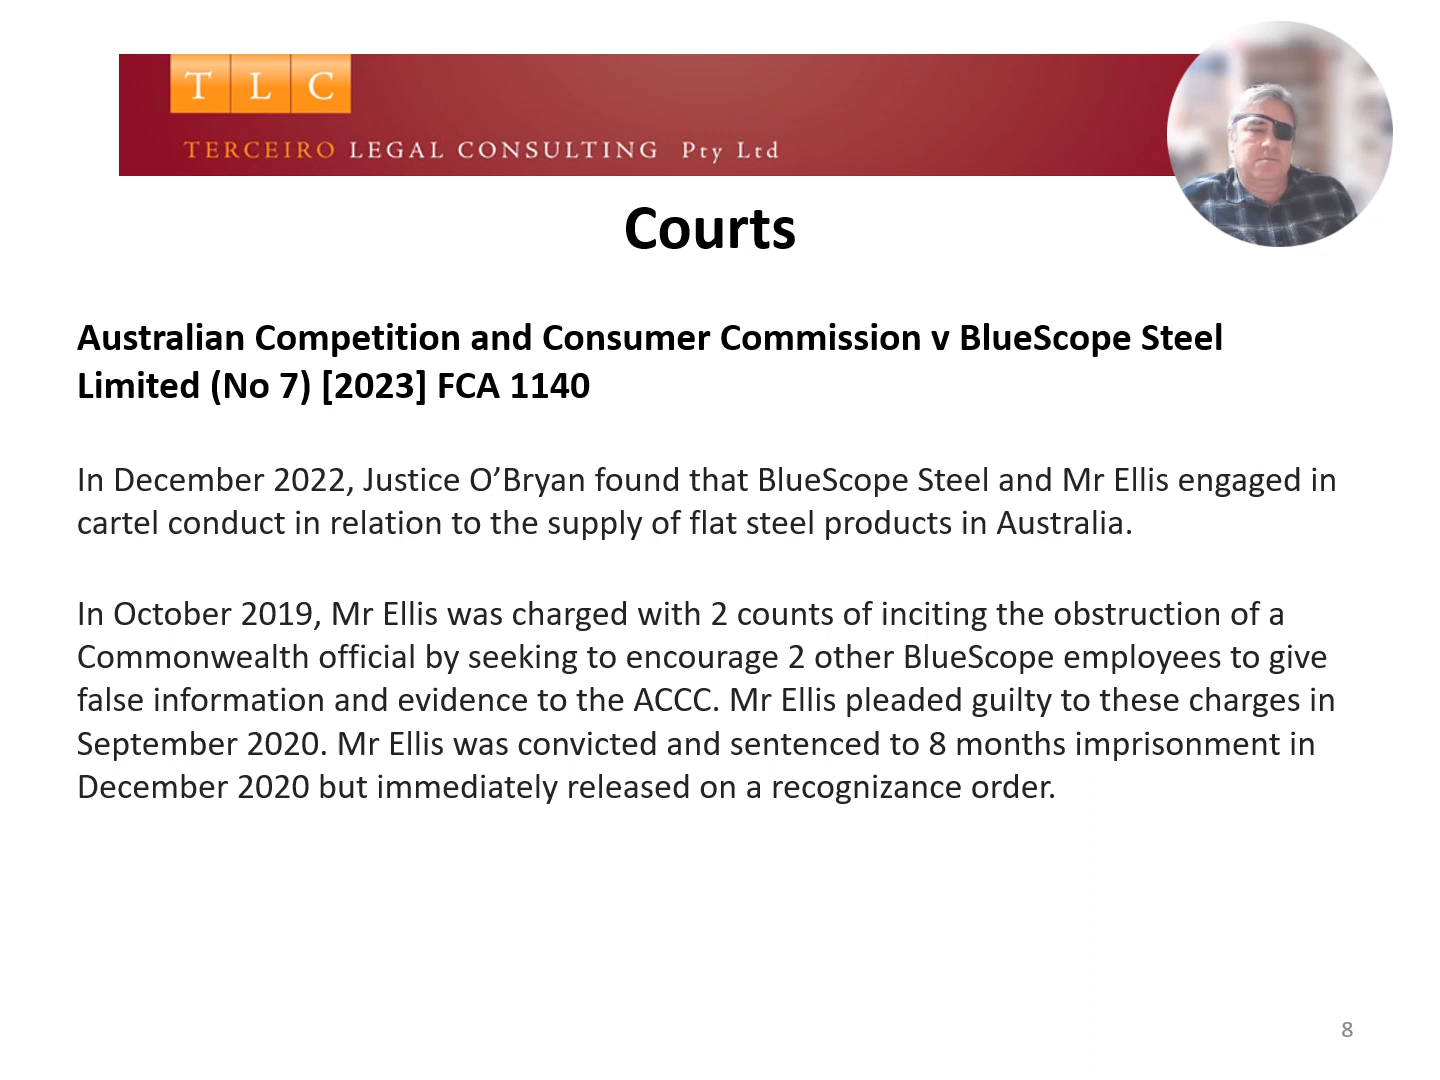 T L C
TERCEIRO LEGAL CONSULTING Pty Ltd
Courts
Australian Competition and Consumer Commission v BlueScope Steel
Limited (No 7) [2023] FCA 1140
In December 2022, Justice O’Bryan found that BlueScope Steel and Mr Ellis engaged in
cartel conduct in relation to the supply of flat steel products in Australia.
In October 2019, Mr Ellis was charged with 2 counts of inciting the obstruction of a
Commonwealth official by seeking to encourage 2 other BlueScope employees to give
false information and evidence to the ACCC. Mr Ellis pleaded guilty to these charges in
September 2020. Mr Ellis was convicted and sentenced to 8 months imprisonment in
December 2020 but immediately released on a recognizance order.
8